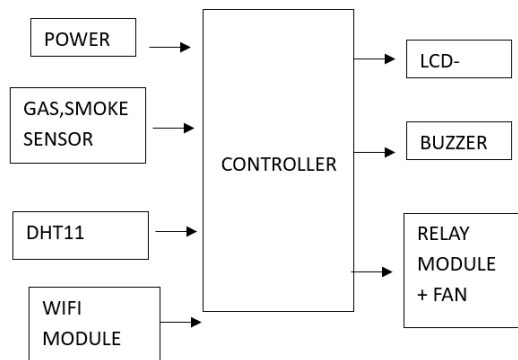 POWER
GAS,SMOKE
SENSOR
DHT11
WIFI
MODULE
CONTROLLER
LCD-
BUZZER
RELAY
MODULE
+ FAN